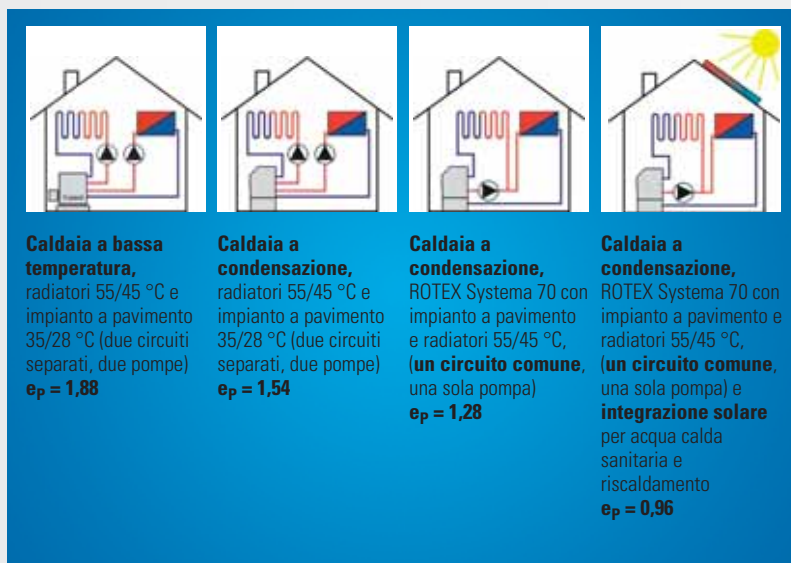 Caldaia a bassa
temperatura,
radiatori 55/45 °C e
impianto a pavimento
35/28 °C (due circuiti
separati, due pompe)
eP = 1,88
Caldaia a
condensazione,
radiatori 55/45 °C e
impianto a pavimento
35/28 °C (due circuiti
separati, due pompe)
eP = 1,54
Caldaia a
condensazione,
ROTEX Systema 70 con
impianto a pavimento
e radiatori 55/45 °C,
(un circuito comune,
una sola pompa)
eP = 1,28
Caldaia a
condensazione,
ROTEX Systema 70 con
impianto a pavimento e
radiatori 55/45 °C,
(un circuito comune,
una sola pompa) e
integrazione solare
per acqua calda
sanitaria e
riscaldamento
eP = 0,96